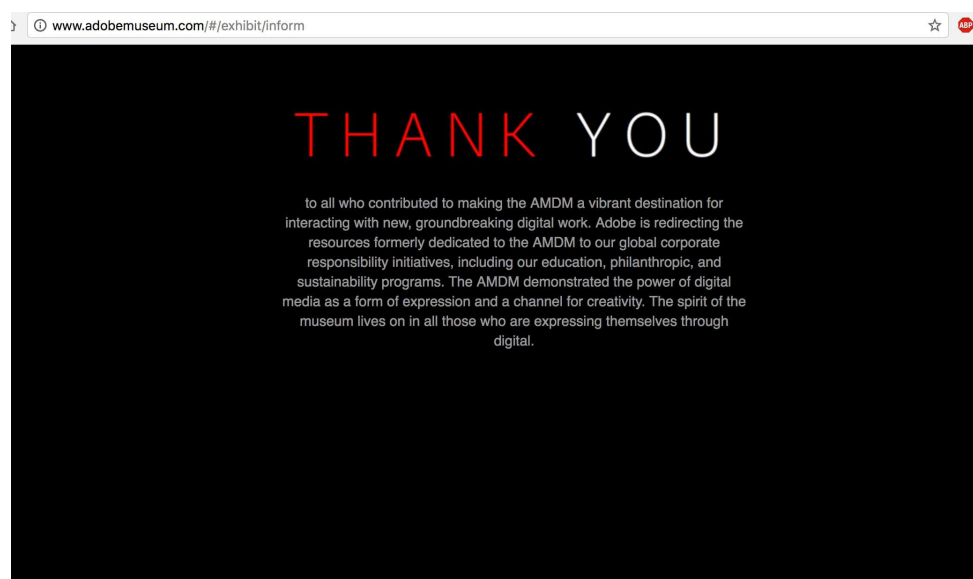 www.adobemuseum.com/#/exhibit/inform
ABP
THANK YOU
to all who contributed to making the AMDM a vibrant destination for
interacting with new, groundbreaking digital work. Adobe is redirecting the
resources formerly dedicated to the AMDM to our global corporate
responsibility initiatives, including our education, philanthropic, and
sustainability programs. The AMDM demonstrated the power of digital
media as a form of expression and a channel for creativity. The spirit of the
museum lives on in all those who are expressing themselves through
digital.